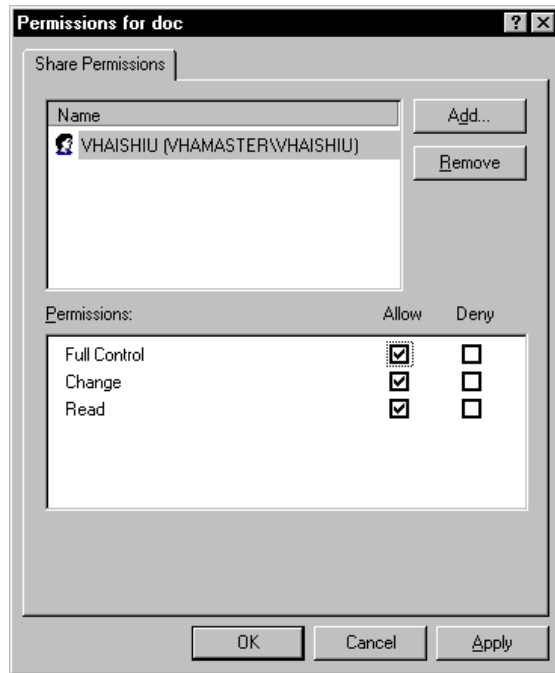 Permissions for doc
Share Permissions
Name
VHAISHIU (VHAMASTER\VHAISHIU)
Add...
Remove
Permissions: Allow Deny
Full Control
Change
Read
OK Cancel Apply